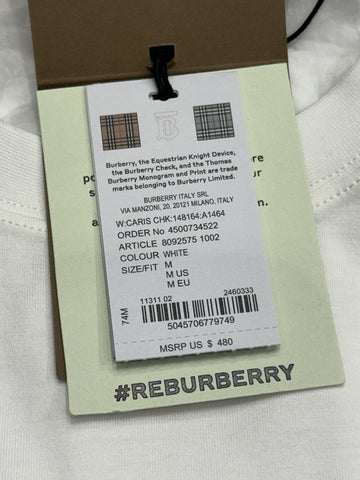 TB
Burberry, the Equestrian Knight Device,
the Burberry Check, and the Thomas
Burberry Monogram and Print are trade
marks belonging to Burberry Limited.
BURBERRY ITALY SRL
VIA MANZONI, 20, 20121 MILANO, ITALY
W:CARIS CHK:148164:A1464
ORDER No 4500734522
ARTICLE 8092575 1002
COLOUR WHITE
SIZE/FIT M
M US
M EU
74M
11311 02 2460333
5045706779749
MSRP US $ 480
#REBURBERRY